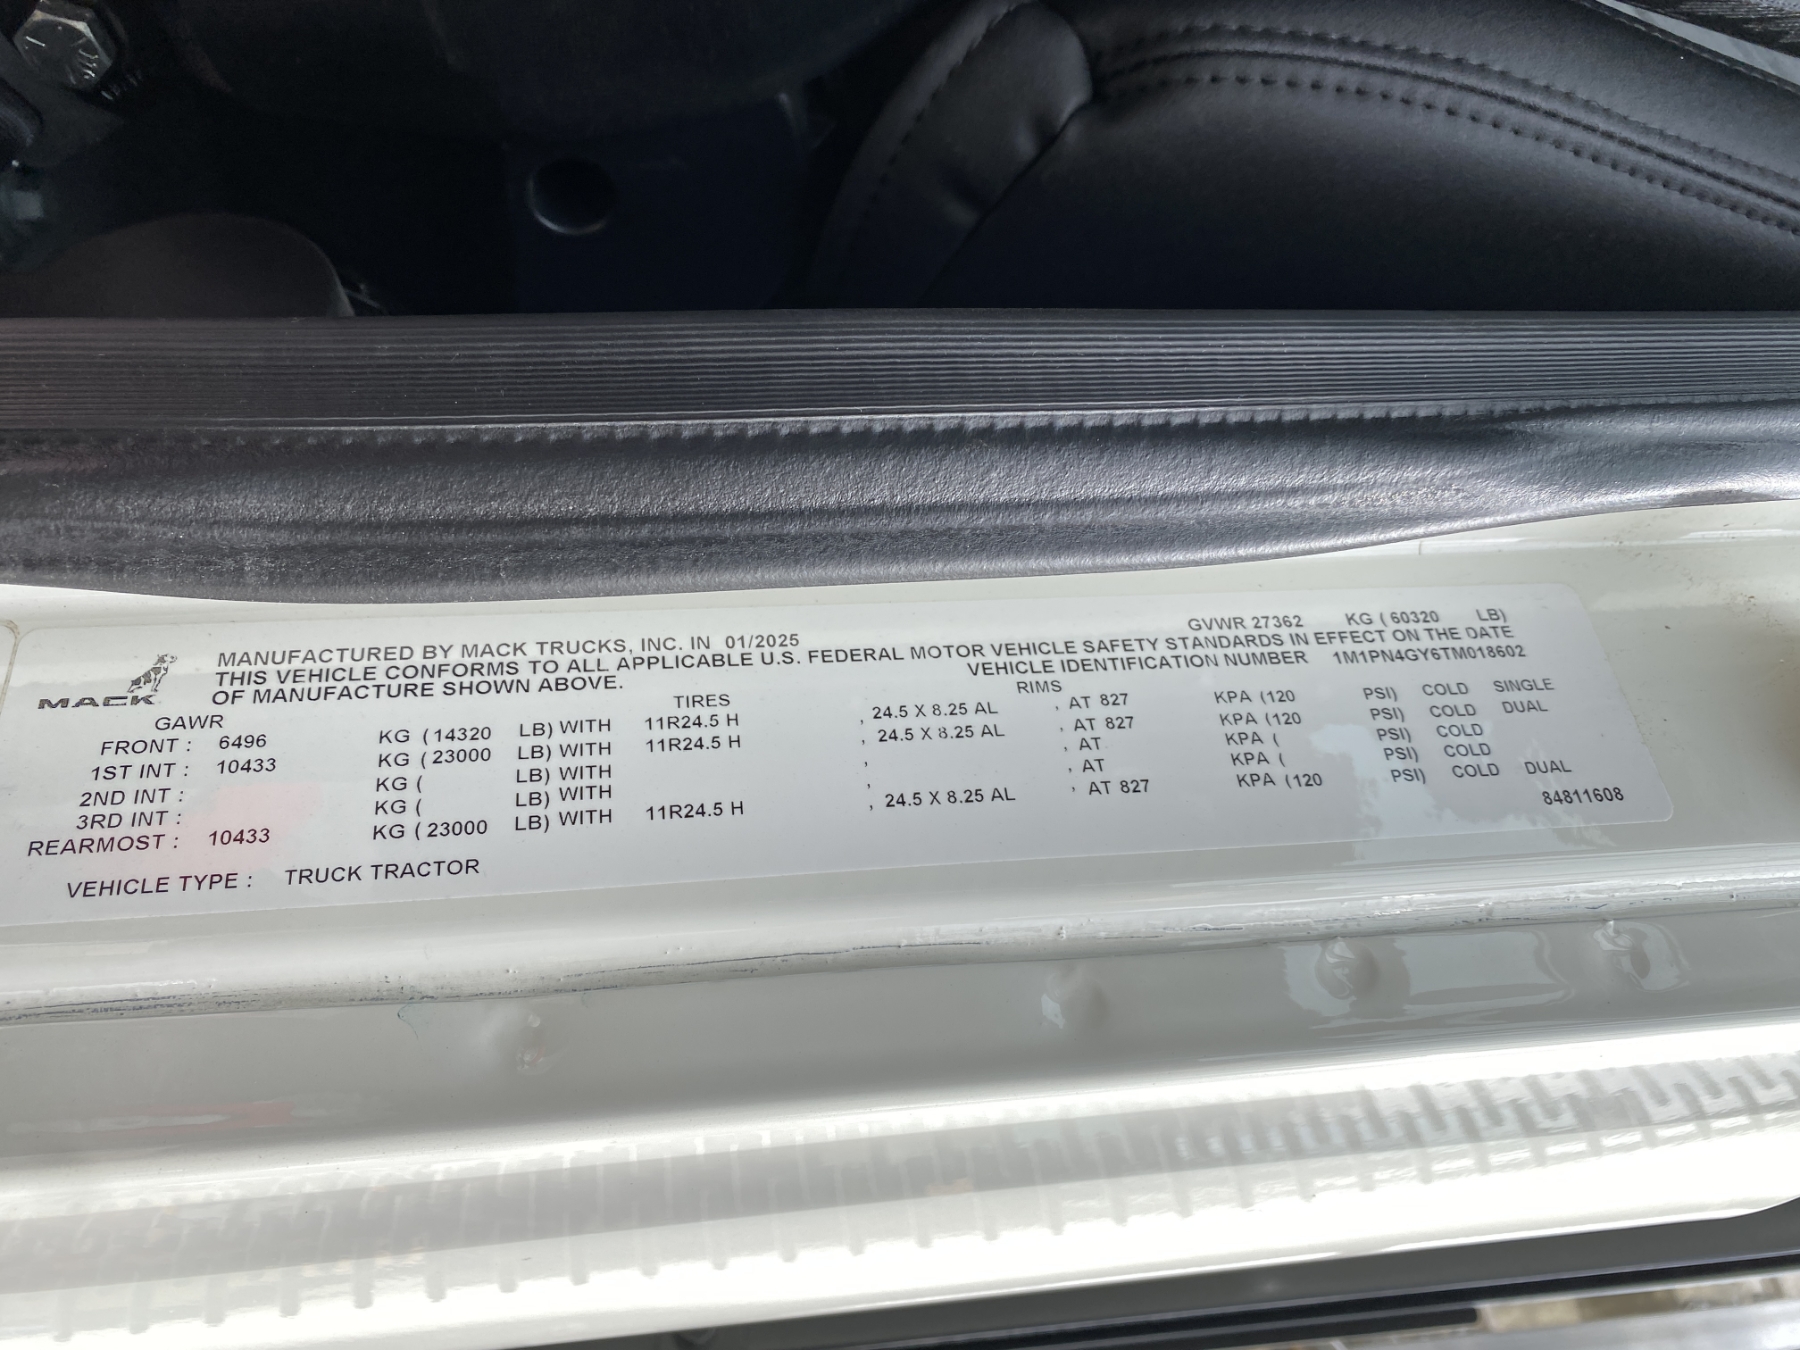 MACK
MANUFACTURED BY MACK TRUCKS, INC. IN 01/2025 GVWR 27362 KG ( 60320 LB)
THIS VEHICLE CONFORMS TO ALL APPLICABLE U.S. FEDERAL MOTOR VEHICLE SAFETY STANDARDS IN EFFECT ON THE DATE
OF MANUFACTURE SHOWN ABOVE. VEHICLE IDENTIFICATION NUMBER 1M1PN4GY6TM018602
GAWR TIRES RIMS
FRONT : 6496 KG ( 14320 LB) WITH 11R24.5 H , 24.5 X 8.25 AL , AT 827 KPA (120 PSI) COLD SINGLE
1ST INT : 10433 KG ( 23000 LB) WITH 11R24.5 H , 24.5 X 8.25 AL , AT 827 KPA (120 PSI) COLD DUAL
2ND INT : KG ( LB) WITH , , AT KPA ( PSI) COLD
3RD INT : KG ( LB) WITH , AT KPA ( PSI) COLD
REARMOST : 10433 KG ( 23000 LB) WITH 11R24.5 H , 24.5 X 8.25 AL , AT 827 KPA (120 PSI) COLD DUAL
VEHICLE TYPE : TRUCK TRACTOR 84811608